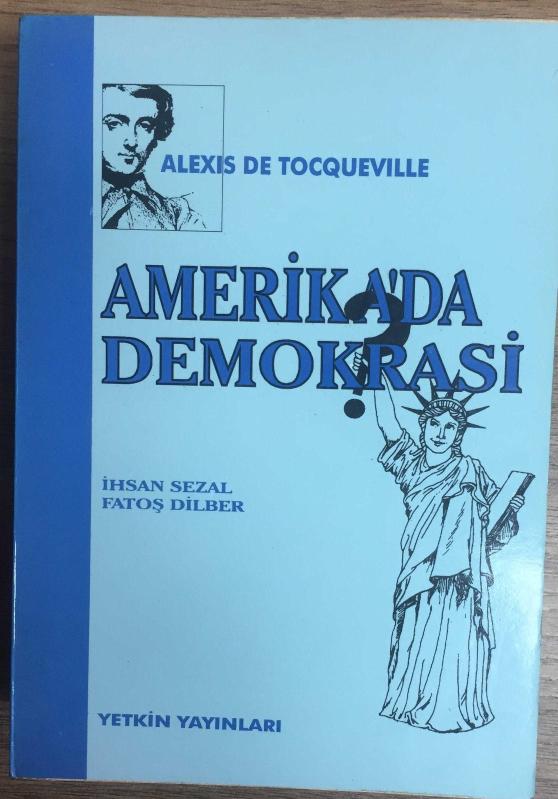 ALEXIS DE TOCQUEVILLE
AMERİKA'DA
DEMOKRASİ
?
İHSAN SEZAL
FATOŞ DİLBER
YETKİN YAYINLARI